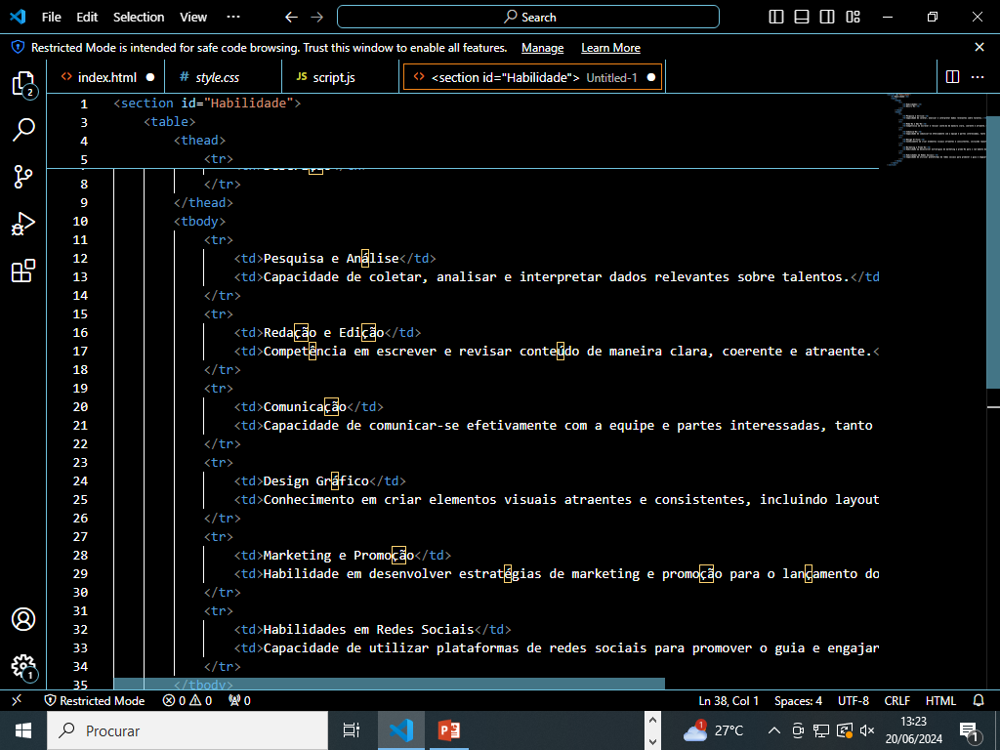 File Edit Selection View ··· Search
Restricted Mode is intended for safe code browsing. Trust this window to enable all features. Manage Learn More
<> index.html # style.css JS script.js <> <section id="Habilidade"> Untitled-1 ···
2
1 <section id="Habilidade">
3 <table>
4 <thead>
5 <tr>
8 </tr>
9 </thead>
10 <tbody>
11 <tr>
12 <td>Pesquisa e Análise</td>
13 <td>Capacidade de coletar, analisar e interpretar dados relevantes sobre talentos.</td
14 </tr>
15 <tr>
16 <td>Redação e Edição</td>
17 <td>Competência em escrever e revisar conteúdo de maneira clara, coerente e atraente.<
18 </tr>
19 <tr>
20 <td>Comunicação</td>
21 <td>Capacidade de comunicar-se efetivamente com a equipe e partes interessadas, tanto
22 </tr>
23 <tr>
24 <td>Design Gráfico</td>
25 <td>Conhecimento em criar elementos visuais atraentes e consistentes, incluindo layout
26 </tr>
27 <tr>
28 <td>Marketing e Promoção</td>
29 <td>Habilidade em desenvolver estratégias de marketing e promoção para o lançamento do
30 </tr>
31 <tr>
32 <td>Habilidades em Redes Sociais</td>
33 <td>Capacidade de utilizar plataformas de redes sociais para promover o guia e engajar
34 </tr>
35 </tbody>
1
Restricted Mode 0 0 0 Ln 38, Col 1 Spaces: 4 UTF-8 CRLF HTML
Procurar 1 27°C 13:23
20/06/2024 1